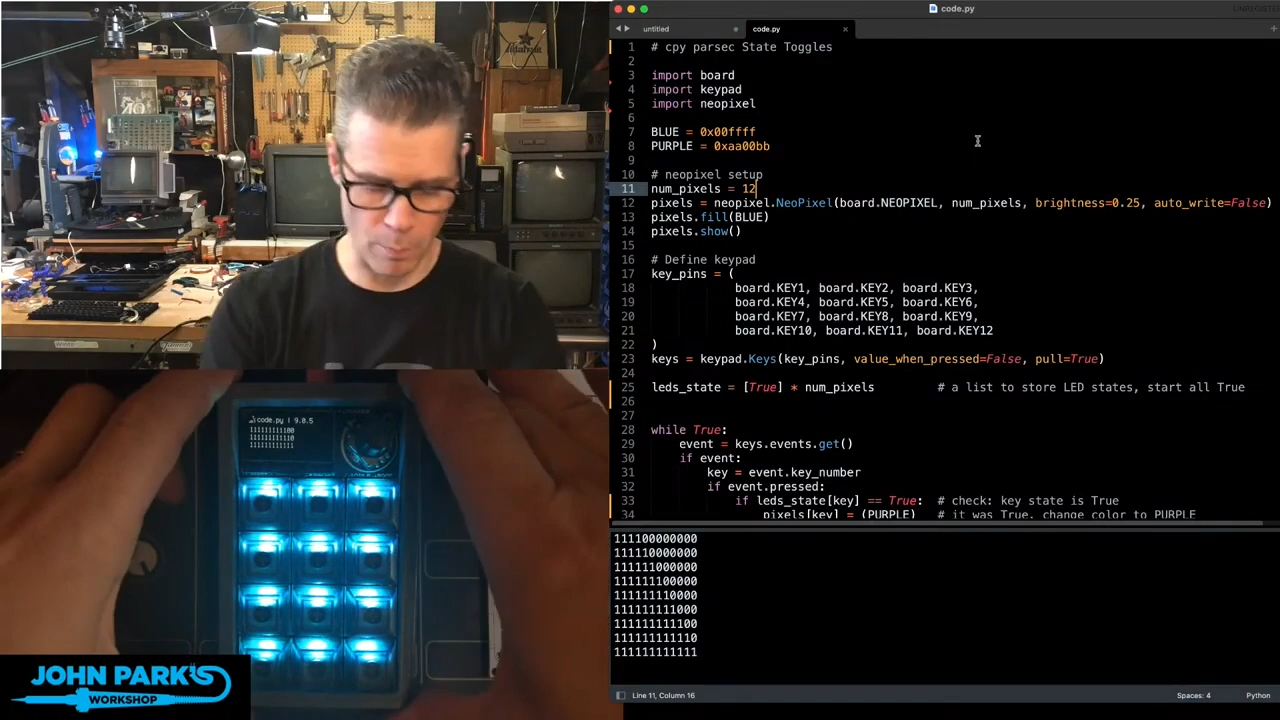 code.py
untitled
code.py
1 # cpy parsec State Toggles
2
3 import board
4 import keypad
5 import neopixel
6
7 BLUE = 0x00ffff
8 PURPLE = 0xaa00bb
9
10 # neopixel setup
11 num_pixels = 12
12 pixels = neopixel.NeoPixel(board.NEOPIXEL, num_pixels, brightness=0.25, auto_write=False)
13 pixels.fill(BLUE)
14 pixels.show()
15
16 # Define keypad
17 key_pins = (
18 board.KEY1, board.KEY2, board.KEY3,
19 board.KEY4, board.KEY5, board.KEY6,
20 board.KEY7, board.KEY8, board.KEY9,
21 board.KEY10, board.KEY11, board.KEY12
22 )
23 keys = keypad.Keys(key_pins, value_when_pressed=False, pull=True)
24
25 leds_state = [True] * num_pixels # a list to store LED states, start all True
26
27
28 while True:
29 event = keys.events.get()
30 if event:
31 key = event.key_number
32 if event.pressed:
33 if leds_state[key] == True: # check: key state is True
34 pixels[key] = (PURPLE) # it was True, change color to PURPLE
111100000000
111110000000
111111000000
111111100000
111111110000
111111111000
111111111100
111111111110
111111111111
Line 11, Column 16
Spaces: 4
Python
code.py | 9.0.5
111111111100
111111111110
111111111111
JOHN PARK'S
WORKSHOP